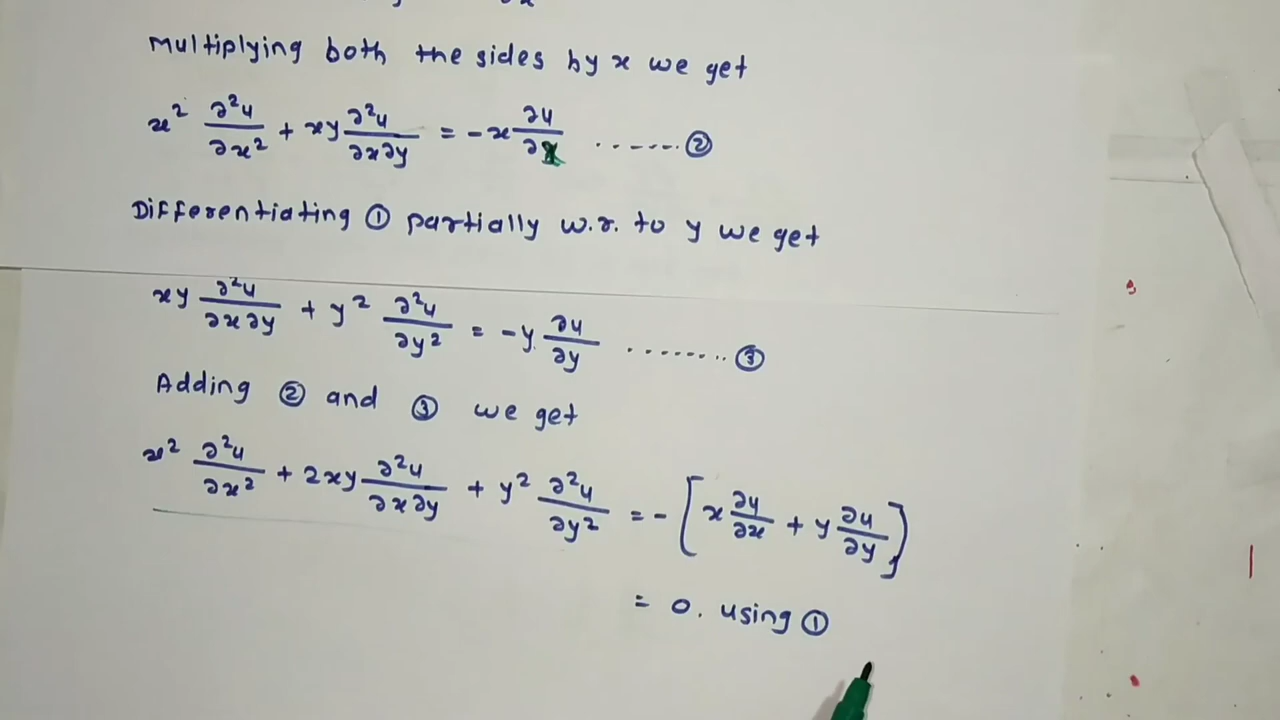 Multiplying both the sides by x we get
x² ∂²u/∂x² + xy ∂²u/∂x∂y = -x ∂u/∂x ....... ②
Differentiating ① partially w.r. to y we get
xy ∂²u/∂x∂y + y² ∂²u/∂y² = -y ∂u/∂y ........ ③
Adding ② and ③ we get
x² ∂²u/∂x² + 2xy ∂²u/∂x∂y + y² ∂²u/∂y² = - [x ∂u/∂x + y ∂u/∂y]
= 0. using ①